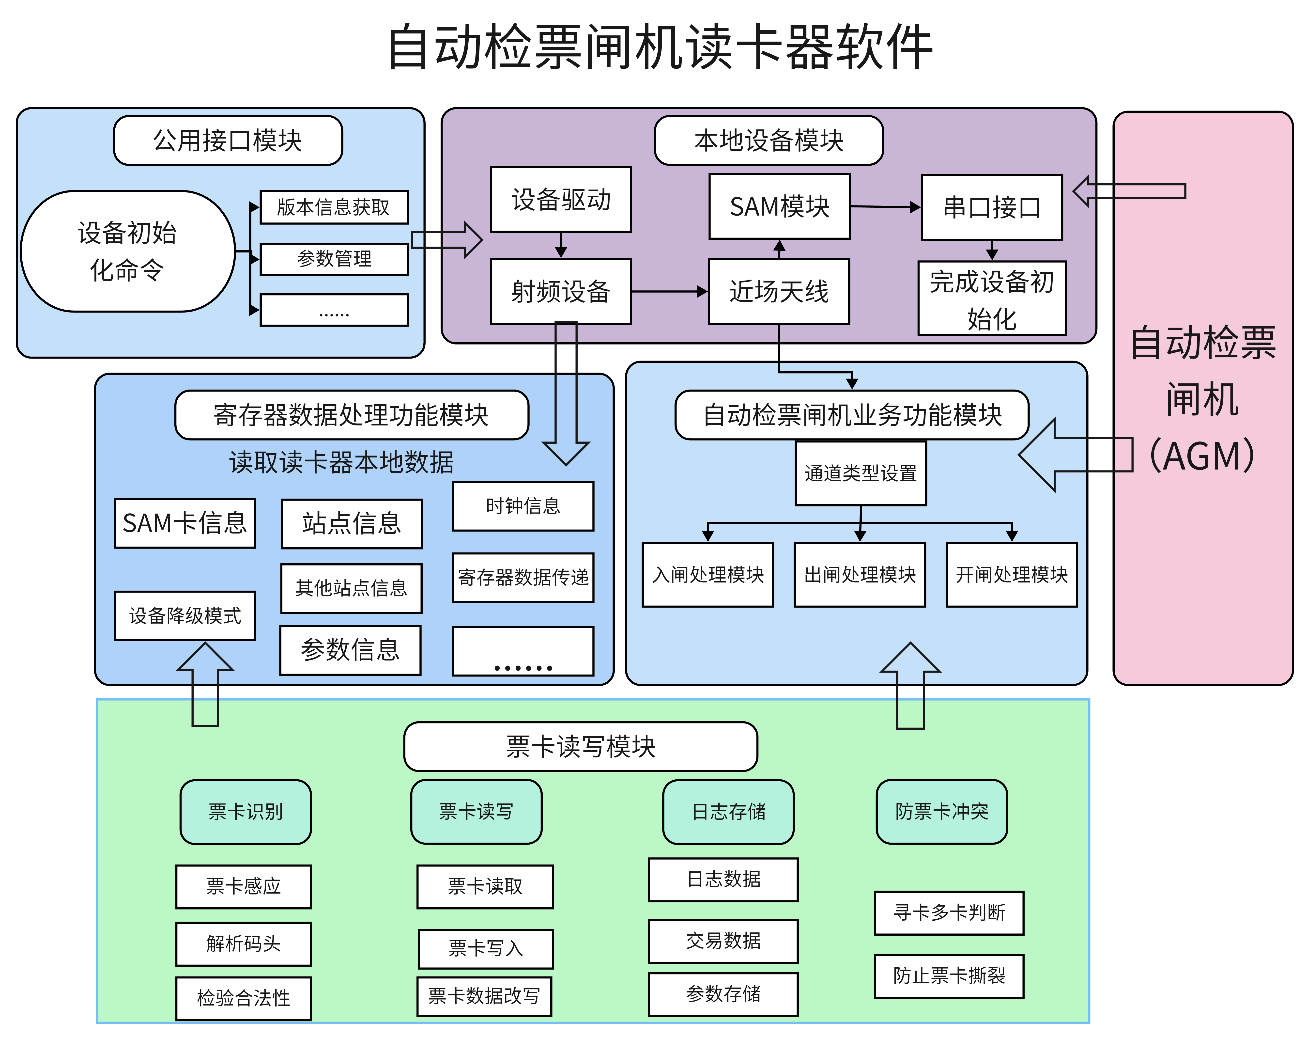 自动检票闸机读卡器软件
公用接口模块
设备初始
化命令
版本信息获取
参数管理
......
本地设备模块
设备驱动
射频设备
SAM模块
近场天线
串口接口
完成设备初
始化
自动检票
闸机
（AGM）
寄存器数据处理功能模块
读取读卡器本地数据
SAM卡信息
设备降级模式
站点信息
其他站点信息
参数信息
时钟信息
寄存器数据传递
......
自动检票闸机业务功能模块
通道类型设置
入闸处理模块
出闸处理模块
开闸处理模块
票卡读写模块
票卡识别
票卡感应
解析码头
检验合法性
票卡读写
票卡读取
票卡写入
票卡数据改写
日志存储
日志数据
交易数据
参数存储
防票卡冲突
寻卡多卡判断
防止票卡撕裂